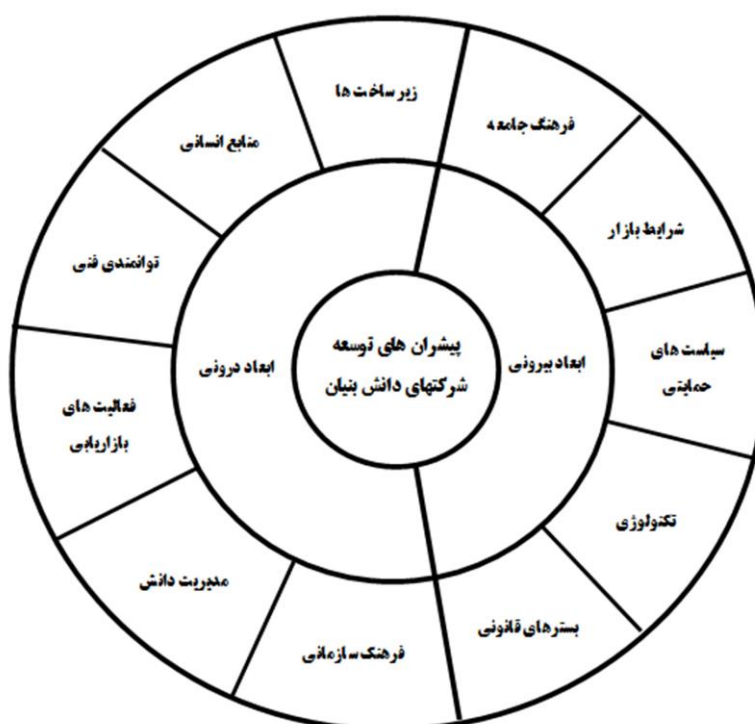 پیشران های توسعه
شرکتهای دانش بنیان
ابعاد بیرونی
ابعاد درونی
فرهنگ جامعه
شرایط بازار
سیاست های
حمایتی
تکنولوژی
بسترهای قانونی
زیر ساخت ها
منابع انسانی
توانمندی فنی
فعالیت های
بازاریابی
مدیریت دانش
فرهنگ سازمانی